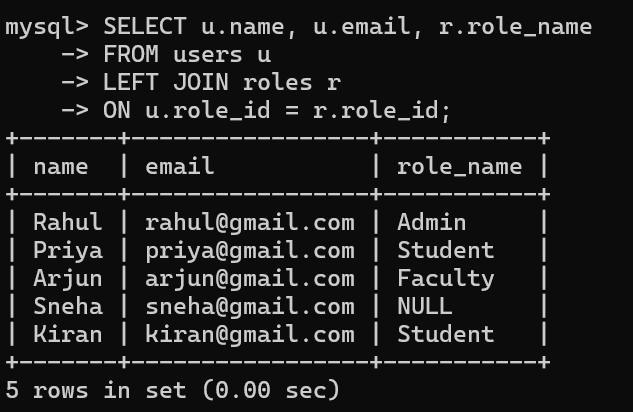 mysql> SELECT u.name, u.email, r.role_name
    -> FROM users u
    -> LEFT JOIN roles r
    -> ON u.role_id = r.role_id;
+-------+-----------------+-----------+
| name  | email           | role_name |
+-------+-----------------+-----------+
| Rahul | rahul@gmail.com | Admin     |
| Priya | priya@gmail.com | Student   |
| Arjun | arjun@gmail.com | Faculty   |
| Sneha | sneha@gmail.com | NULL      |
| Kiran | kiran@gmail.com | Student   |
+-------+-----------------+-----------+
5 rows in set (0.00 sec)